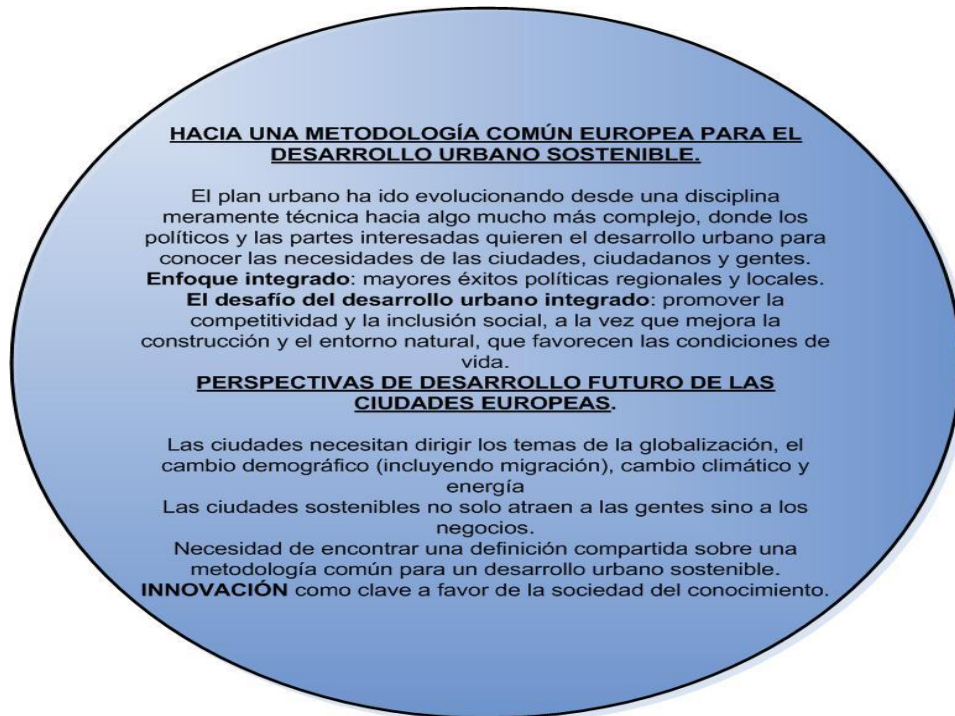 HACIA UNA METODOLOGÍA COMÚN EUROPEA PARA EL
DESARROLLO URBANO SOSTENIBLE.
El plan urbano ha ido evolucionando desde una disciplina
meramente técnica hacia algo mucho más complejo, donde los
políticos y las partes interesadas quieren el desarrollo urbano para
conocer las necesidades de las ciudades, ciudadanos y gentes.
Enfoque integrado: mayores éxitos políticas regionales y locales.
El desafío del desarrollo urbano integrado: promover la
competitividad y la inclusión social, a la vez que mejora la
construcción y el entorno natural, que favorecen las condiciones de
vida.
PERSPECTIVAS DE DESARROLLO FUTURO DE LAS
CIUDADES EUROPEAS.
Las ciudades necesitan dirigir los temas de la globalización, el
cambio demográfico (incluyendo migración), cambio climático y
energía
Las ciudades sostenibles no solo atraen a las gentes sino a los
negocios.
Necesidad de encontrar una definición compartida sobre una
metodología común para un desarrollo urbano sostenible.
INNOVACIÓN como clave a favor de la sociedad del conocimiento.